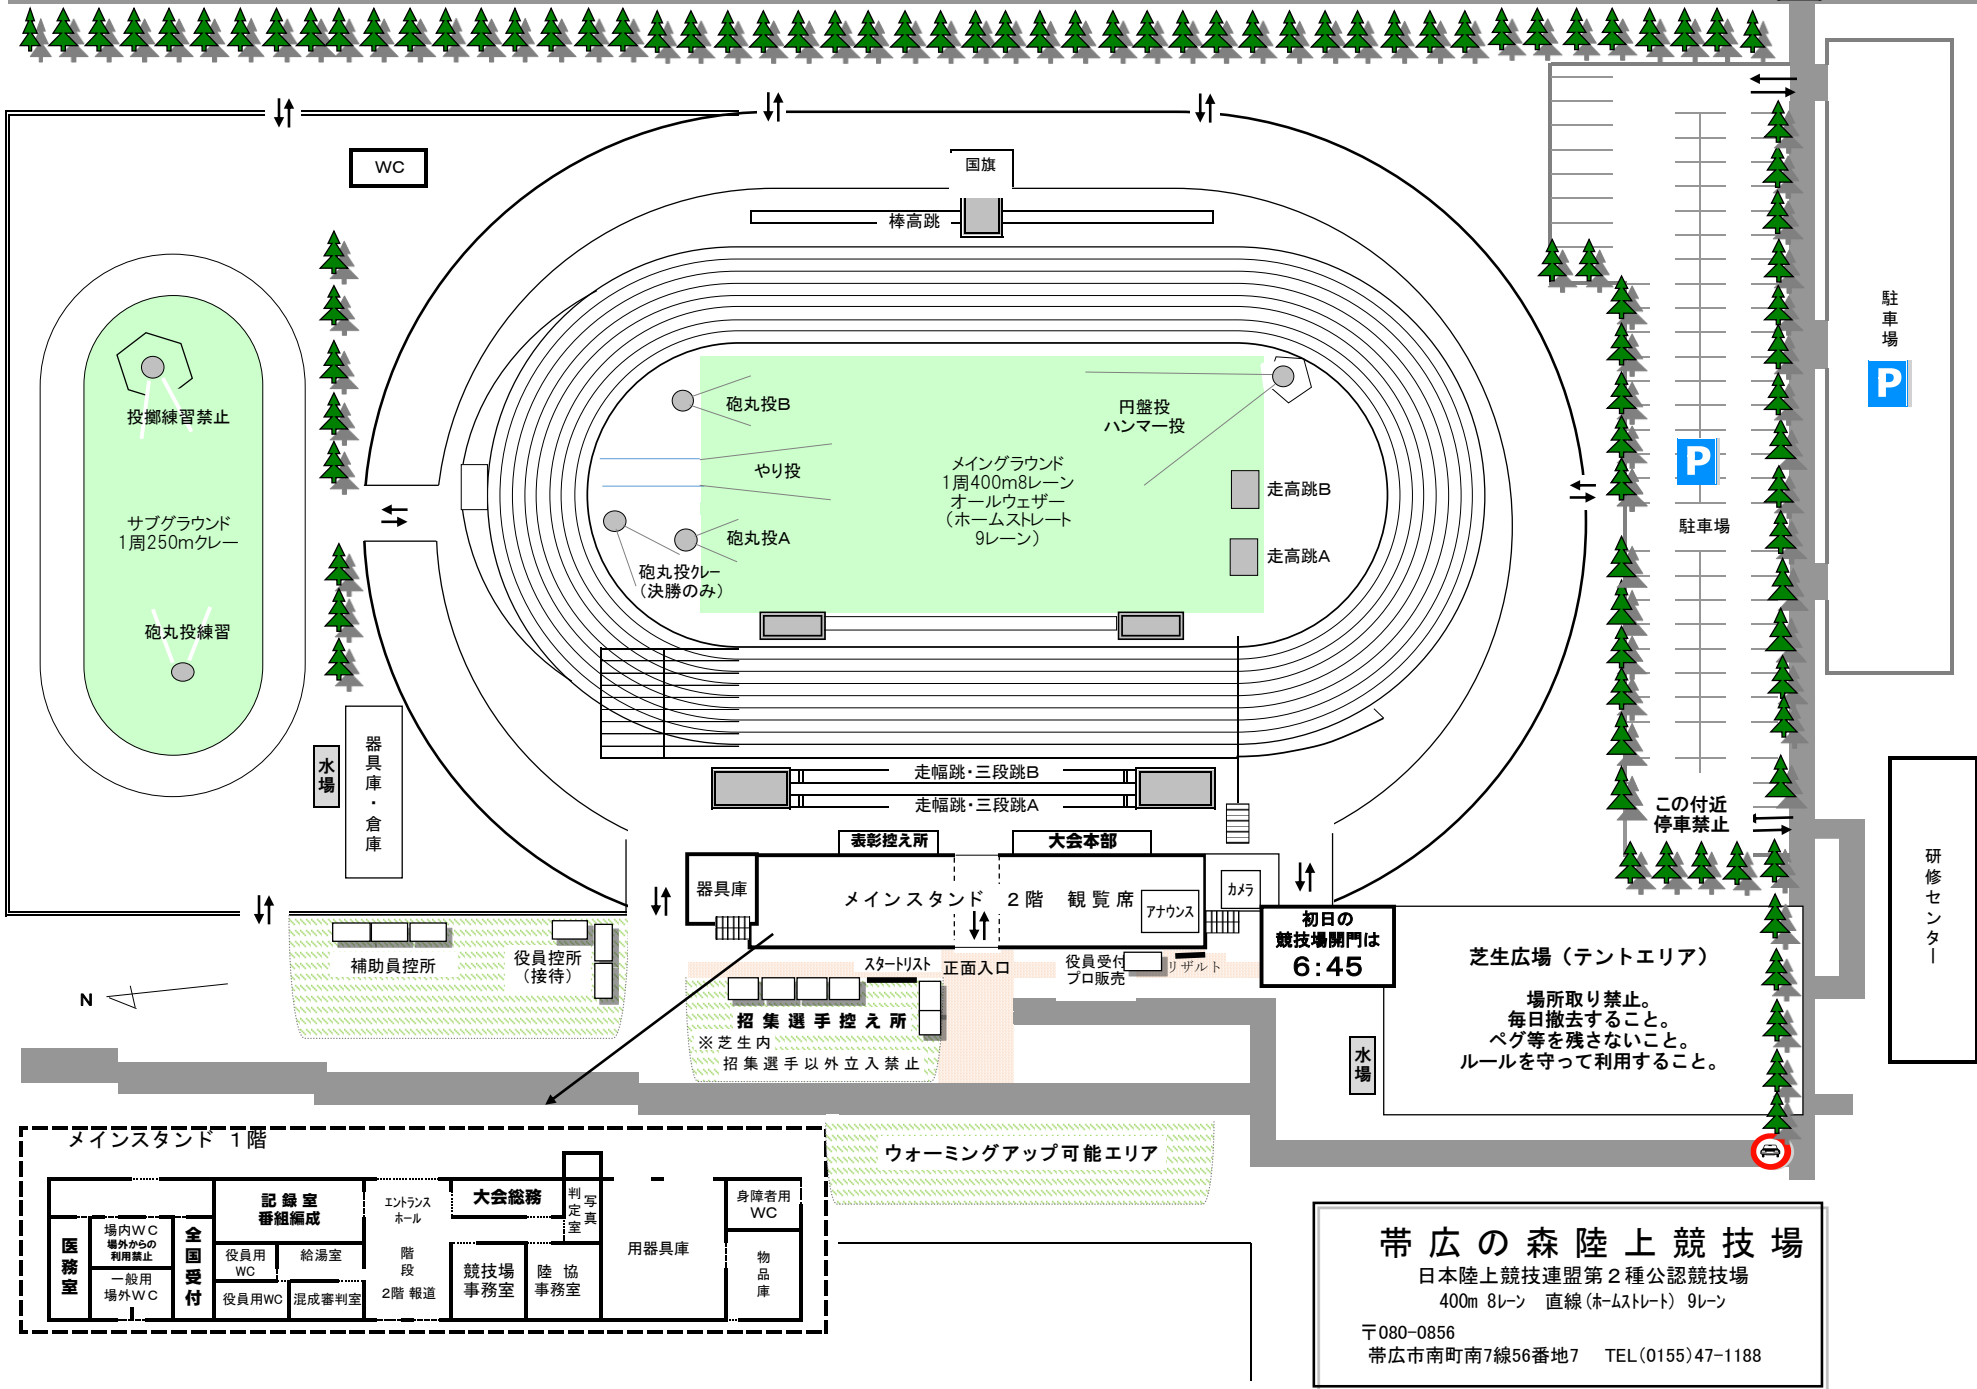 WC
国旗
棒高跳
駐車場
P
投擲練習禁止
砲丸投B
円盤投
ハンマー投
やり投
メイングラウンド
1周400m8レーン
オールウェザー
（ホームストレート
9レーン）
走高跳B
P
駐車場
サブグラウンド
1周250mクレー
砲丸投A
走高跳A
砲丸投クレー
（決勝のみ）
砲丸投練習
水場
器具庫・倉庫
走幅跳・三段跳B
走幅跳・三段跳A
この付近
停車禁止
表彰控え所
大会本部
器具庫
メインスタンド　2階　観覧席
アナウンス
カメラ
研修センター
初日の
競技場開門は
6:45
補助員控所
役員控所
（接待）
スタートリスト
正面入口
役員受付
プロ販売
リザルト
芝生広場（テントエリア）
場所取り禁止。
毎日撤去すること。
ペグ等を残さないこと。
ルールを守って利用すること。
N
招集選手控え所
※芝生内
招集選手以外立入禁止
水場
メインスタンド　1階
ウォーミングアップ可能エリア
医務室
場内WC
場外からの
利用禁止
一般用
場外WC
全国受付
記録室
番組編成
役員用
WC
給湯室
役員用WC
混成審判室
エントランス
ホール
階段
2階 報道
大会総務
判定室
写真
競技場
事務室
陸協
事務室
用器具庫
身障者用
WC
物品庫
帯広の森陸上競技場
日本陸上競技連盟第2種公認競技場
400m 8レーン　直線（ホームストレート）9レーン
〒080-0856
帯広市南町南7線56番地7　TEL(0155)47-1188